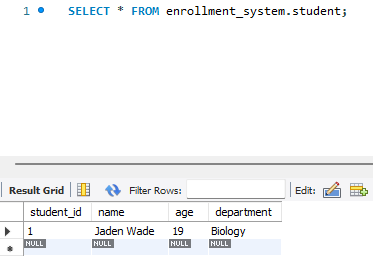 1 SELECT * FROM enrollment_system.student;
Result Grid Filter Rows: Edit:
student_id name age department
1 Jaden Wade 19 Biology
NULL NULL NULL NULL